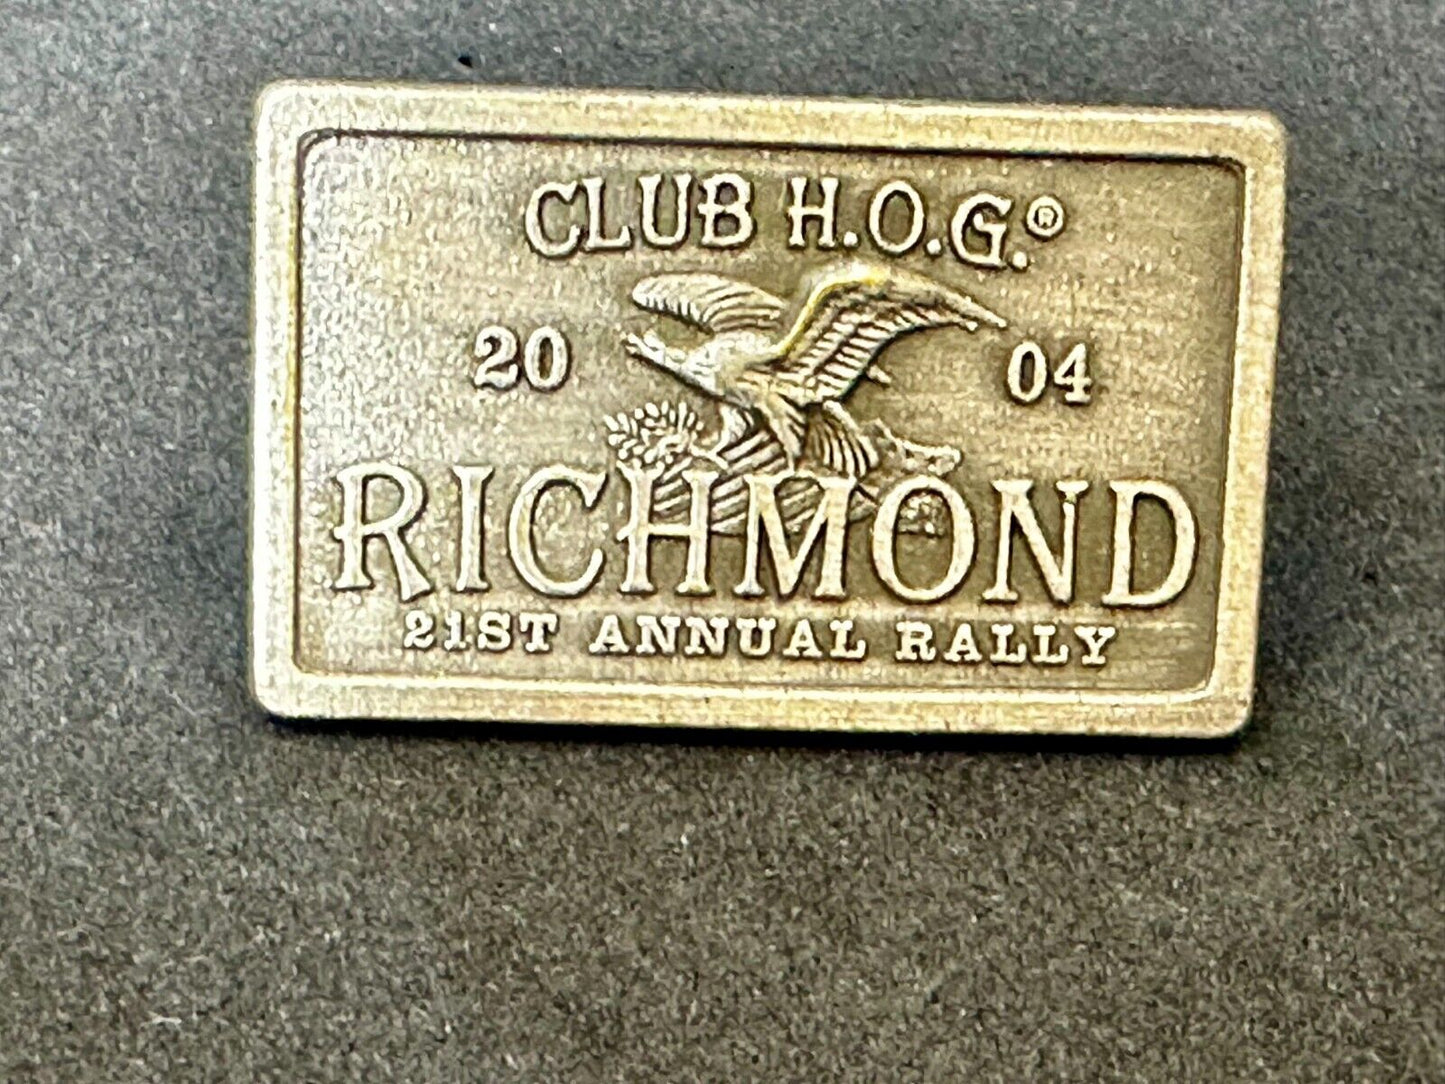 CLUB H.O.G.®
20 04
RICHMOND
21ST ANNUAL RALLY